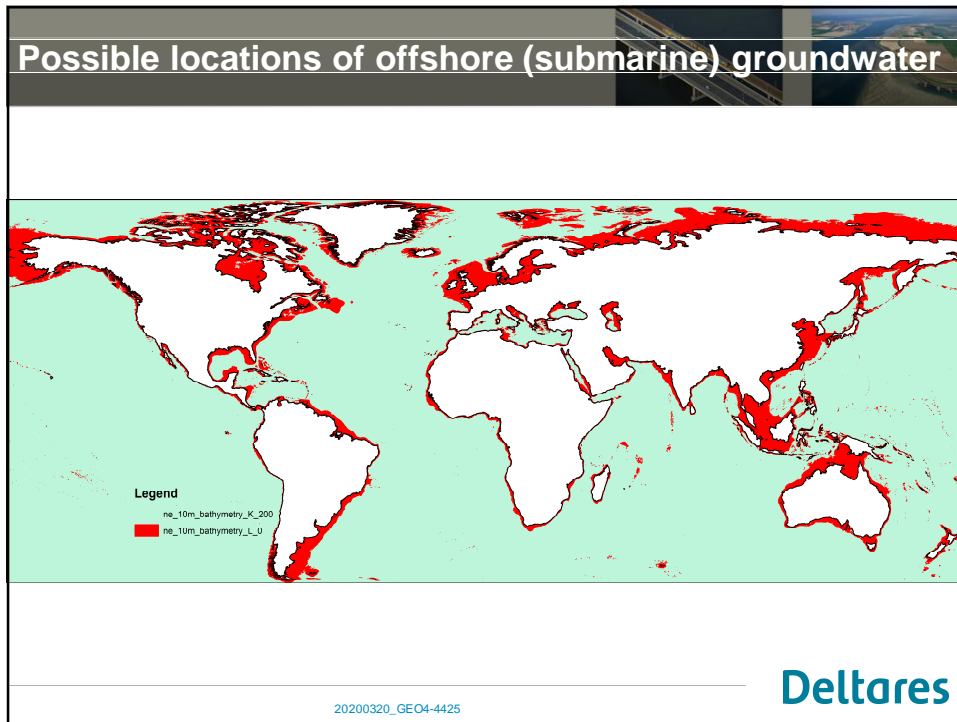 Possible locations of offshore (submarine) groundwater
Legend
ne_10m_bathymetry_K_200
ne_10m_bathymetry_L_0
20200320_GEO4-4425
Deltares